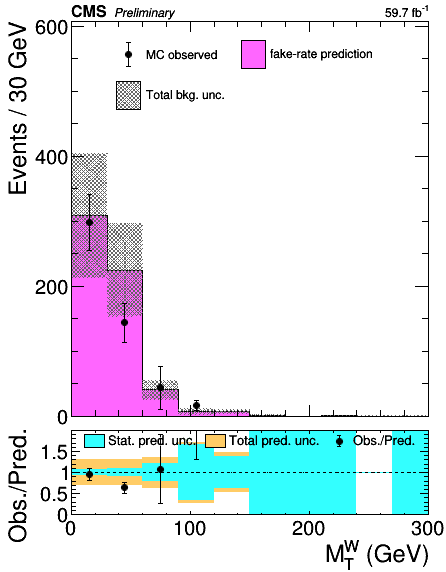 CMS Preliminary 59.7 fb⁻¹
600
MC observed
fake-rate prediction
Total bkg. unc.
Events / 30 GeV
400
200
0
Stat. pred. unc.
Total pred. unc.
Obs./Pred.
Obs./Pred.
1.5
1
0.5
0
0 100 200 300
M_T^W (GeV)